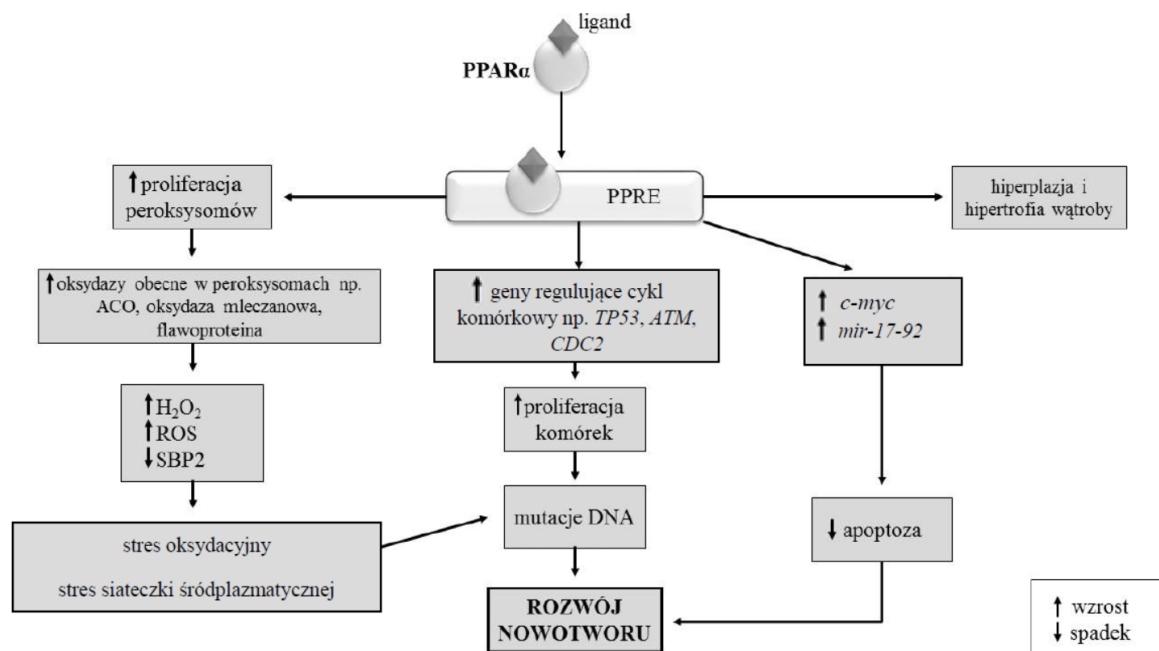 ligand
PPARα
PPRE
↑proliferacja
peroksysomów
hiperplazja i
hipertrofia wątroby
↑oksydazy obecne w peroksysomach np.
ACO, oksydaza mleczanowa,
flawoproteina
↑ geny regulujące cykl
komórkowy np. TP53, ATM,
CDC2
↑ c-myc
↑ mir-17-92
↑H₂O₂
↑ROS
↓SBP2
↑proliferacja
komórek
stres oksydacyjny
stres siateczki śródplazmatycznej
mutacje DNA
↓ apoptoza
ROZWÓJ
NOWOTWORU
↑ wzrost
↓ spadek